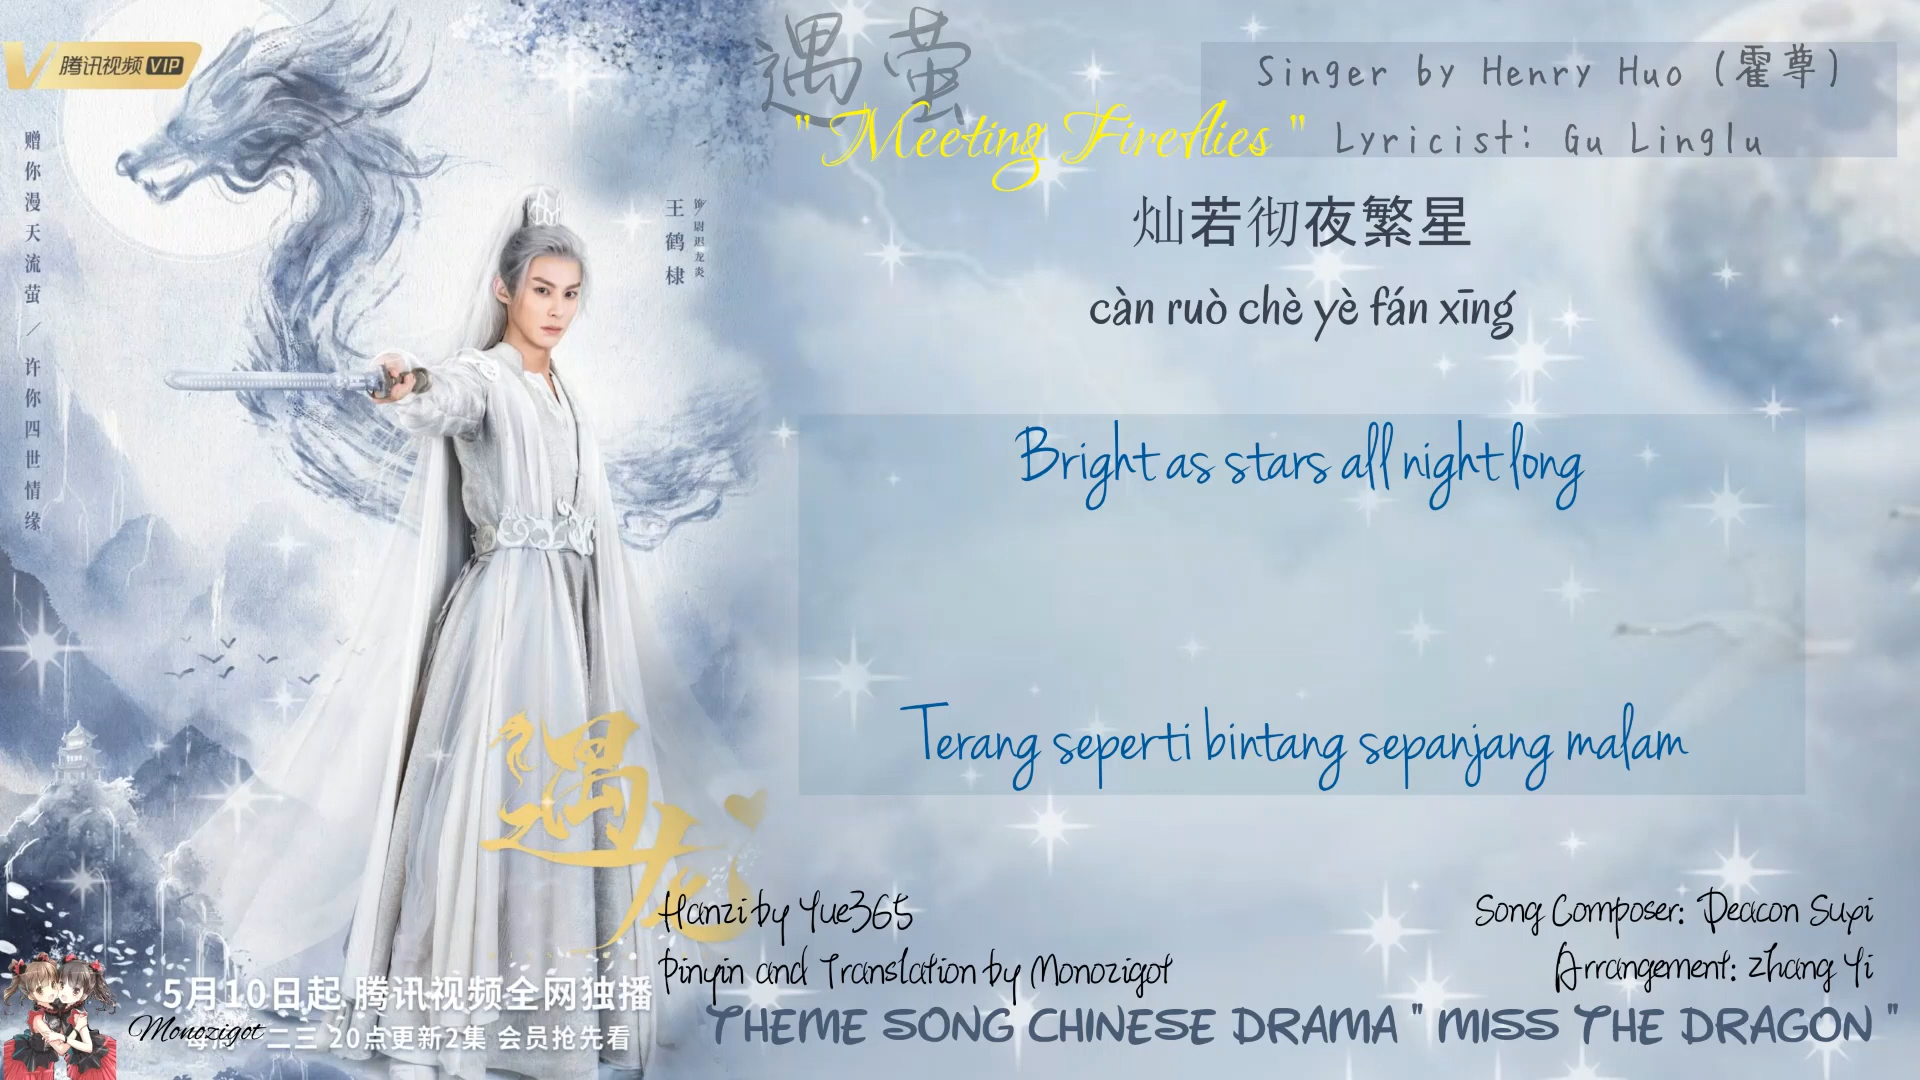 腾讯视频 VIP
赠你漫天流萤／许你四世情缘
王鹤棣
饰／尉迟龙炎
遇萤
" Meeting Fireflies "
Singer by Henry Huo (霍尊)
Lyricist: Gu Linglu
灿若彻夜繁星
càn ruò chè yè fán xīng
Bright as stars all night long
Terang seperti bintang sepanjang malam
遇龙
Hanzi by Yue365
Pinyin and Translation by Monozigot
Song Composer: Deacon Suxi
Arrangement: Zhang Yi
5月10日起 腾讯视频全网独播
二三 20点更新2集 会员抢先看
Monozigot
THEME SONG CHINESE DRAMA " MISS THE DRAGON "